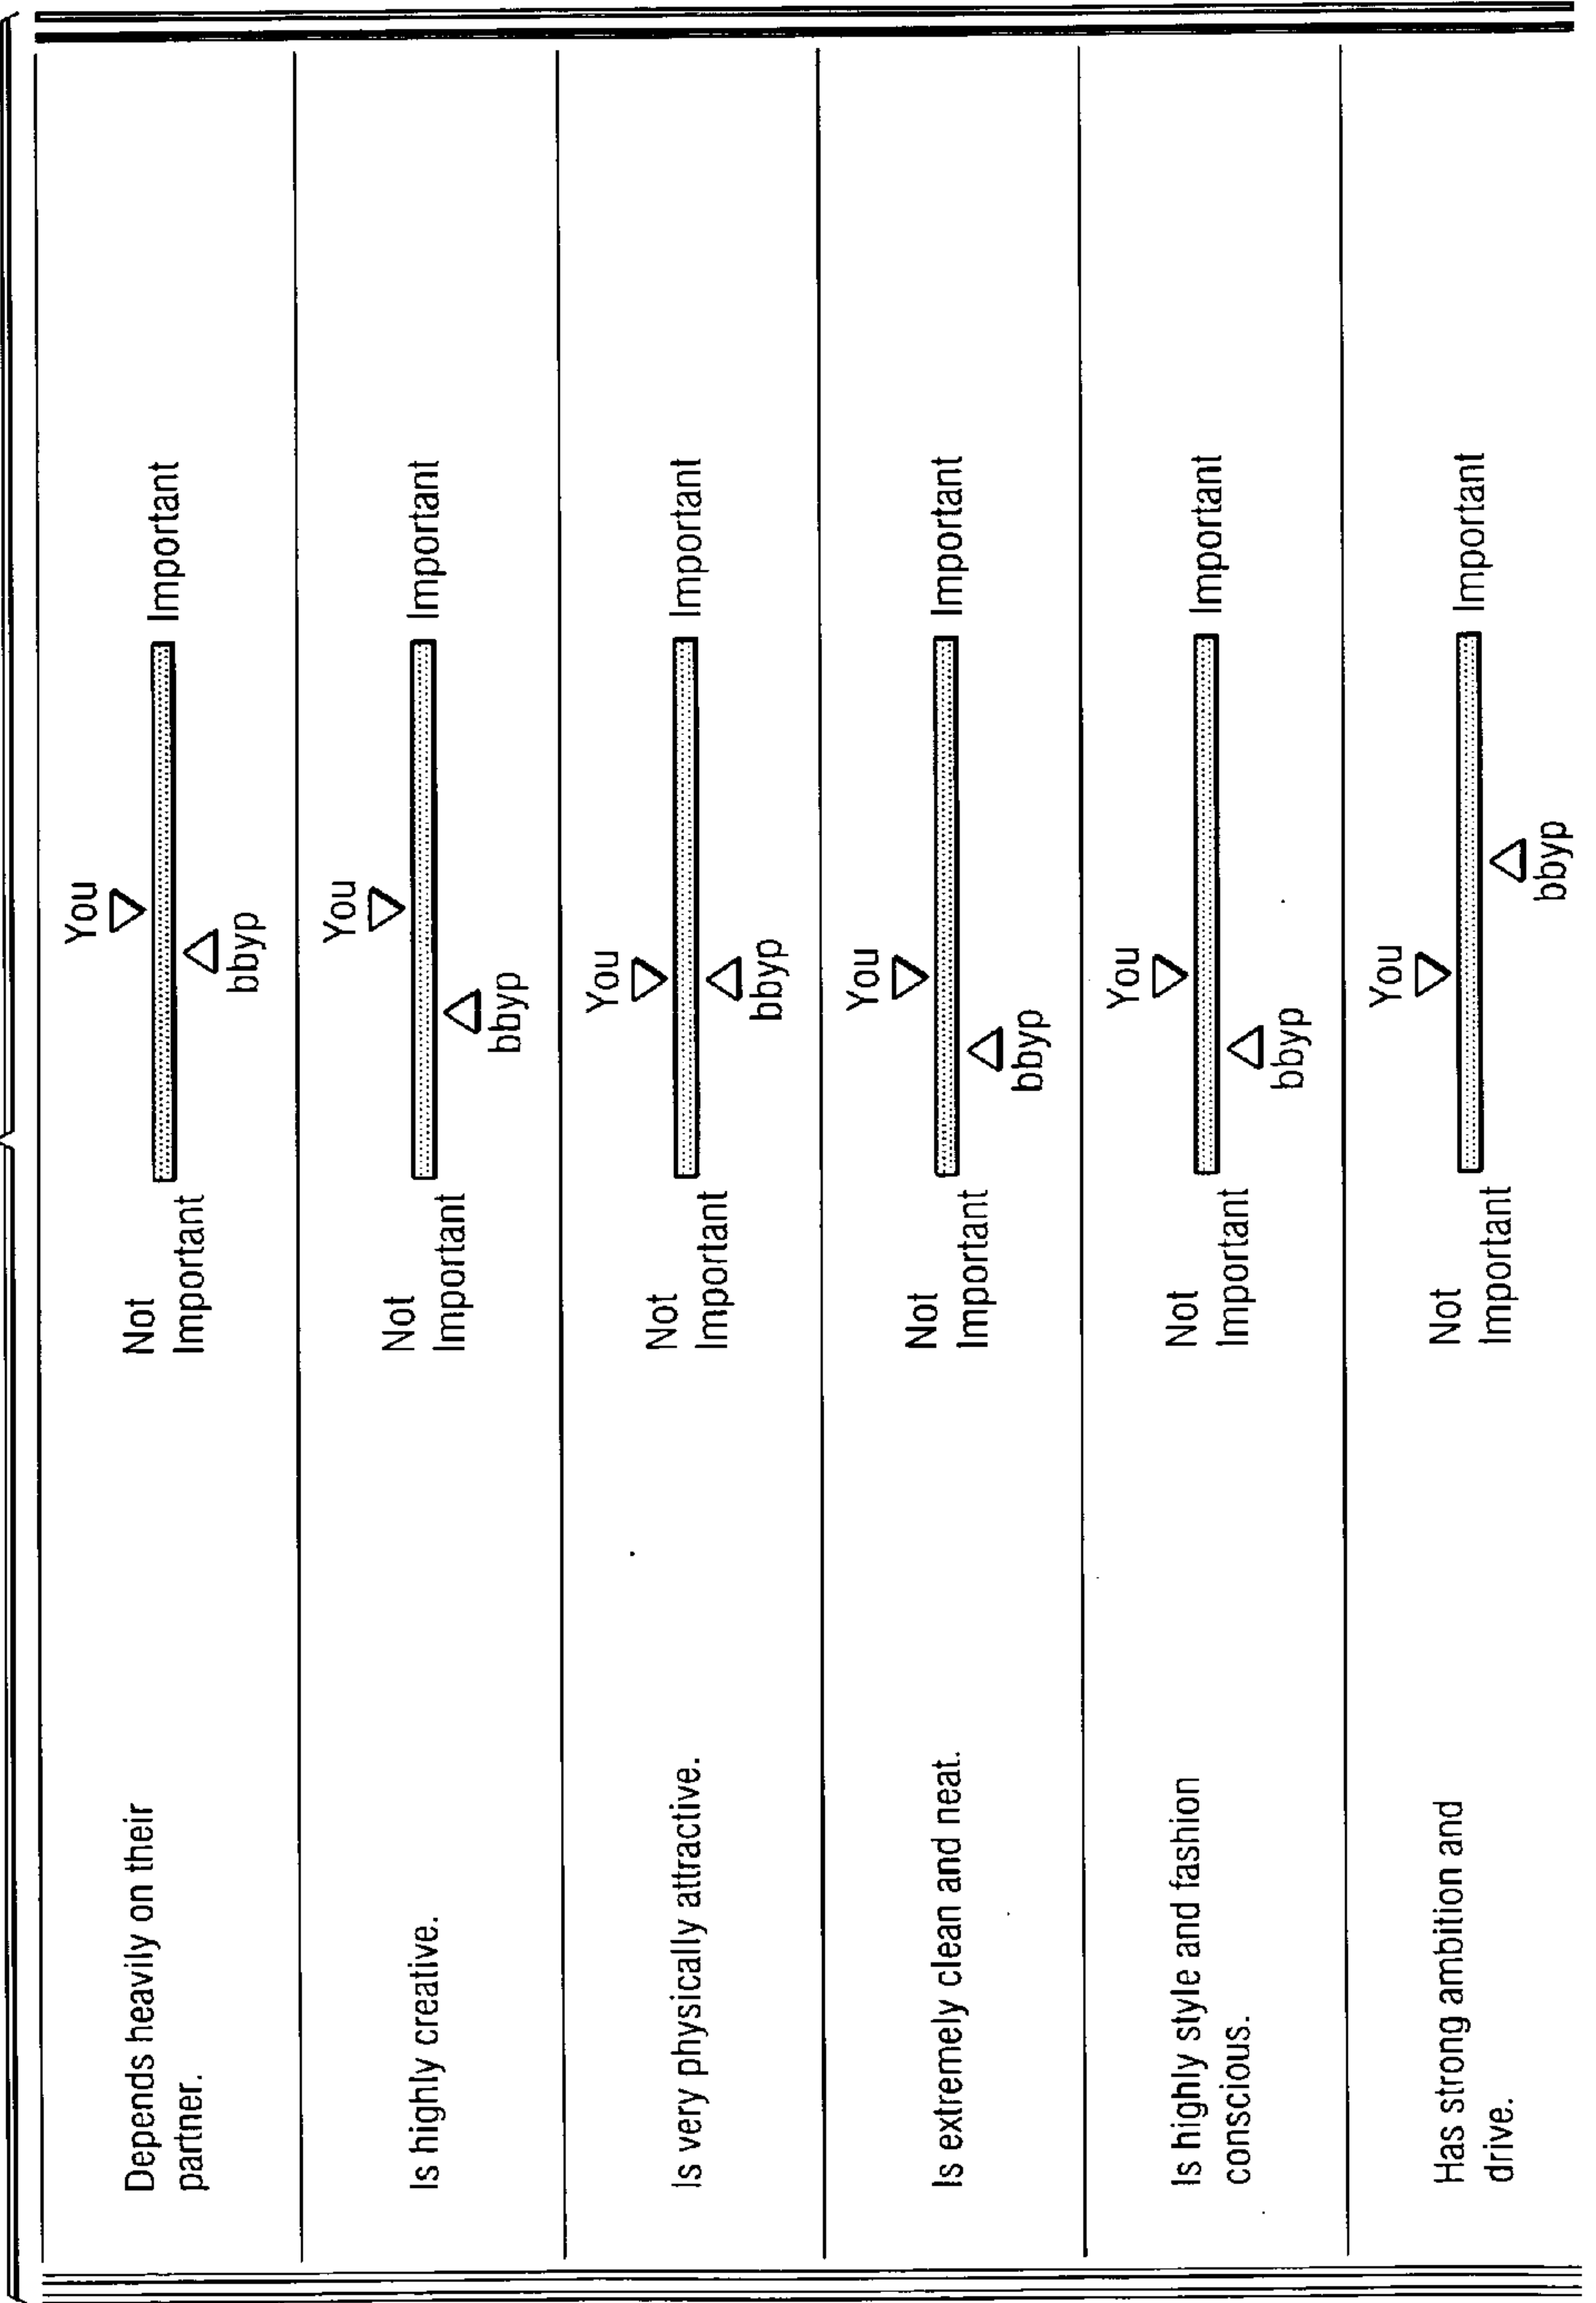 Depends heavily on their
partner.
Not
Important
You
bbyp
Important
Is highly creative.
Not
Important
You
bbyp
Important
Is very physically attractive.
Not
Important
You
bbyp
Important
Is extremely clean and neat.
Not
Important
You
bbyp
Important
Is highly style and fashion
conscious.
Not
Important
You
bbyp
Important
Has strong ambition and
drive.
Not
Important
You
bbyp
Important